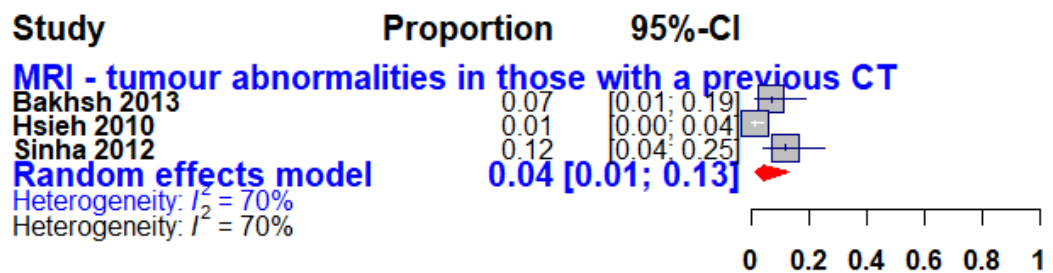 Study Proportion 95%-CI
MRI - tumour abnormalities in those with a previous CT
Bakhsh 2013 0.07 [0.01; 0.19]
Hsieh 2010 0.01 [0.00; 0.04]
Sinha 2012 0.12 [0.04; 0.25]
Random effects model 0.04 [0.01; 0.13]
Heterogeneity: I² = 70%
Heterogeneity: I² = 70%
0 0.2 0.4 0.6 0.8 1